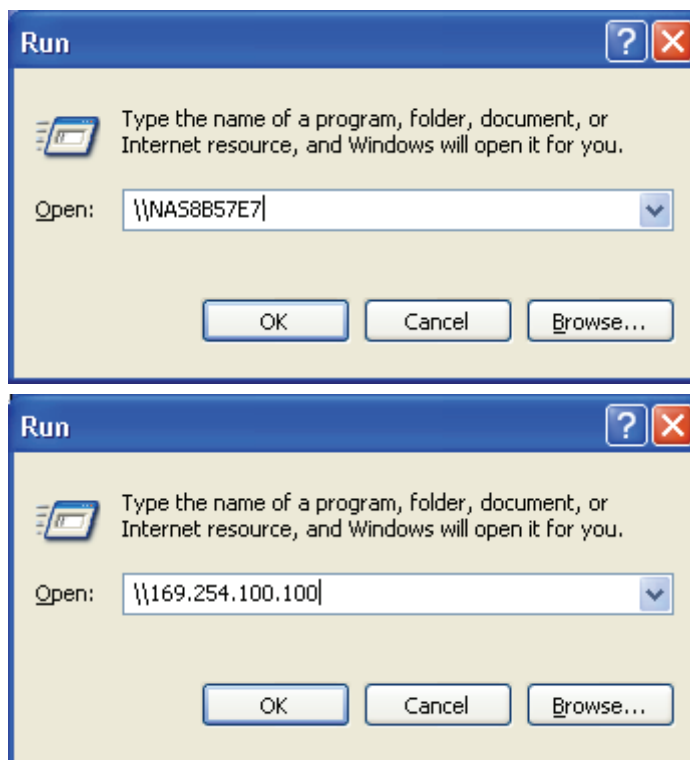 Run
Type the name of a program, folder, document, or
Internet resource, and Windows will open it for you.
Open: \\NAS8B57E7
OK Cancel Browse...
Run
Type the name of a program, folder, document, or
Internet resource, and Windows will open it for you.
Open: \\169.254.100.100
OK Cancel Browse...